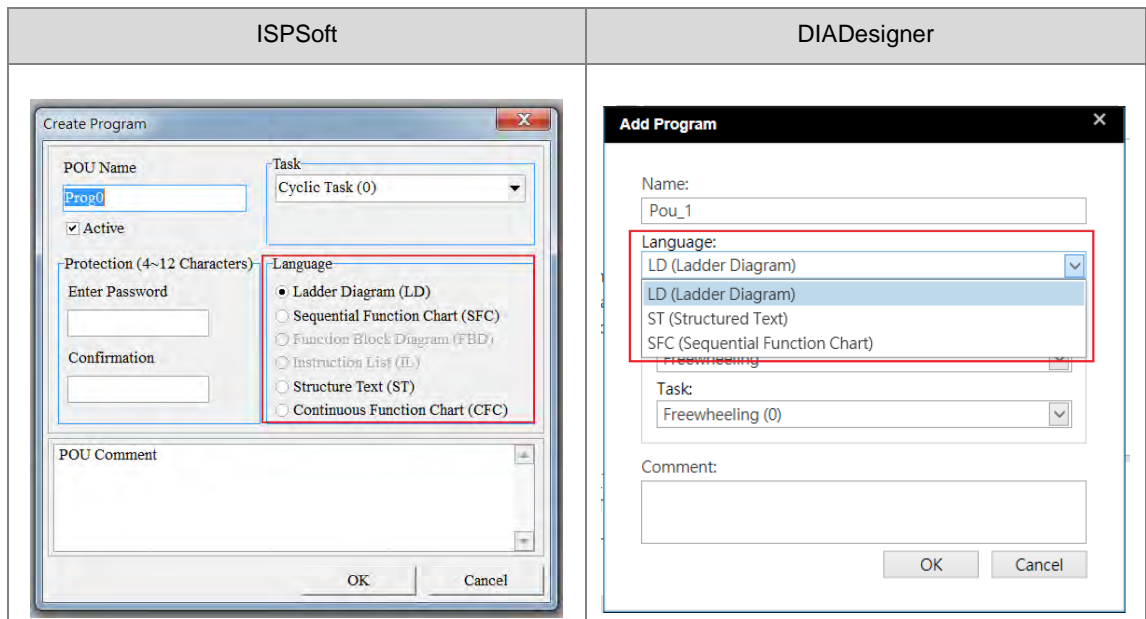 ISPSoft
DIADesigner
Create Program
POU Name
Prog0
Active
Task
Cyclic Task (0)
Protection (4~12 Characters)
Enter Password
Confirmation
Language
Ladder Diagram (LD)
Sequential Function Chart (SFC)
Function Block Diagram (FBD)
Instruction List (IL)
Structure Text (ST)
Continuous Function Chart (CFC)
POU Comment
OK
Cancel
Add Program
Name:
Pou_1
Language:
LD (Ladder Diagram)
LD (Ladder Diagram)
ST (Structured Text)
SFC (Sequential Function Chart)
Freewheeling
Task:
Freewheeling (0)
Comment:
OK
Cancel